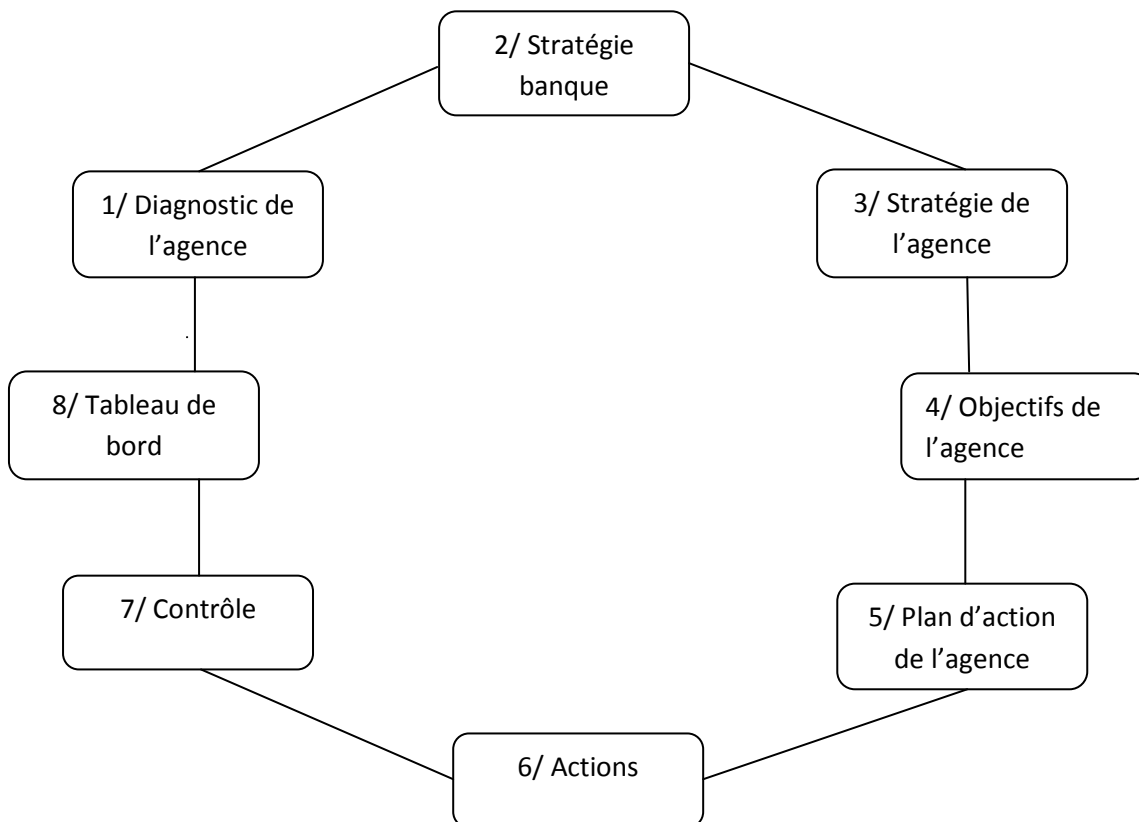 2/ Stratégie
banque
1/ Diagnostic de
l’agence
3/ Stratégie de
l’agence
8/ Tableau de
bord
4/ Objectifs de
l’agence
7/ Contrôle
5/ Plan d’action
de l’agence
6/ Actions